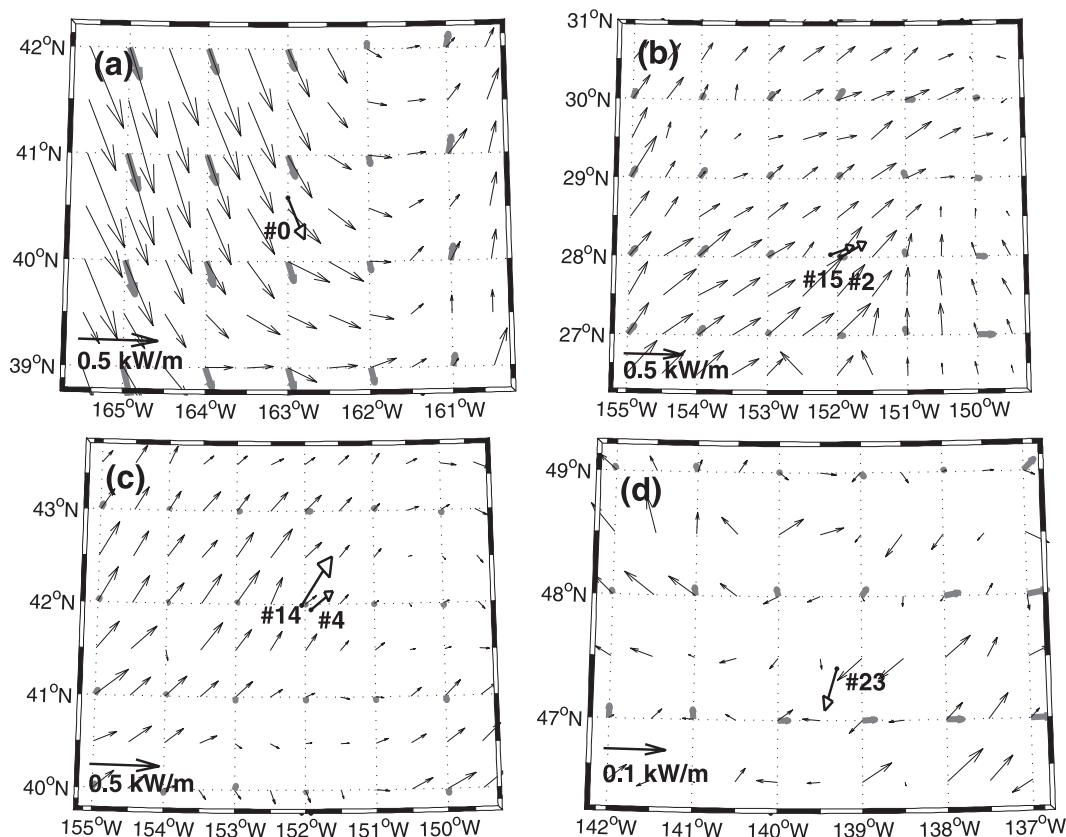 (a)
42°N
41°N
40°N
39°N
#0
0.5 kW/m
165°W 164°W 163°W 162°W 161°W
(b)
31°N
30°N
29°N
28°N
27°N
#15 #2
0.5 kW/m
155°W 154°W 153°W 152°W 151°W 150°W
(c)
43°N
42°N
41°N
40°N
#14
#4
0.5 kW/m
155°W 154°W 153°W 152°W 151°W 150°W
(d)
49°N
48°N
47°N
#23
0.1 kW/m
142°W 141°W 140°W 139°W 138°W 137°W